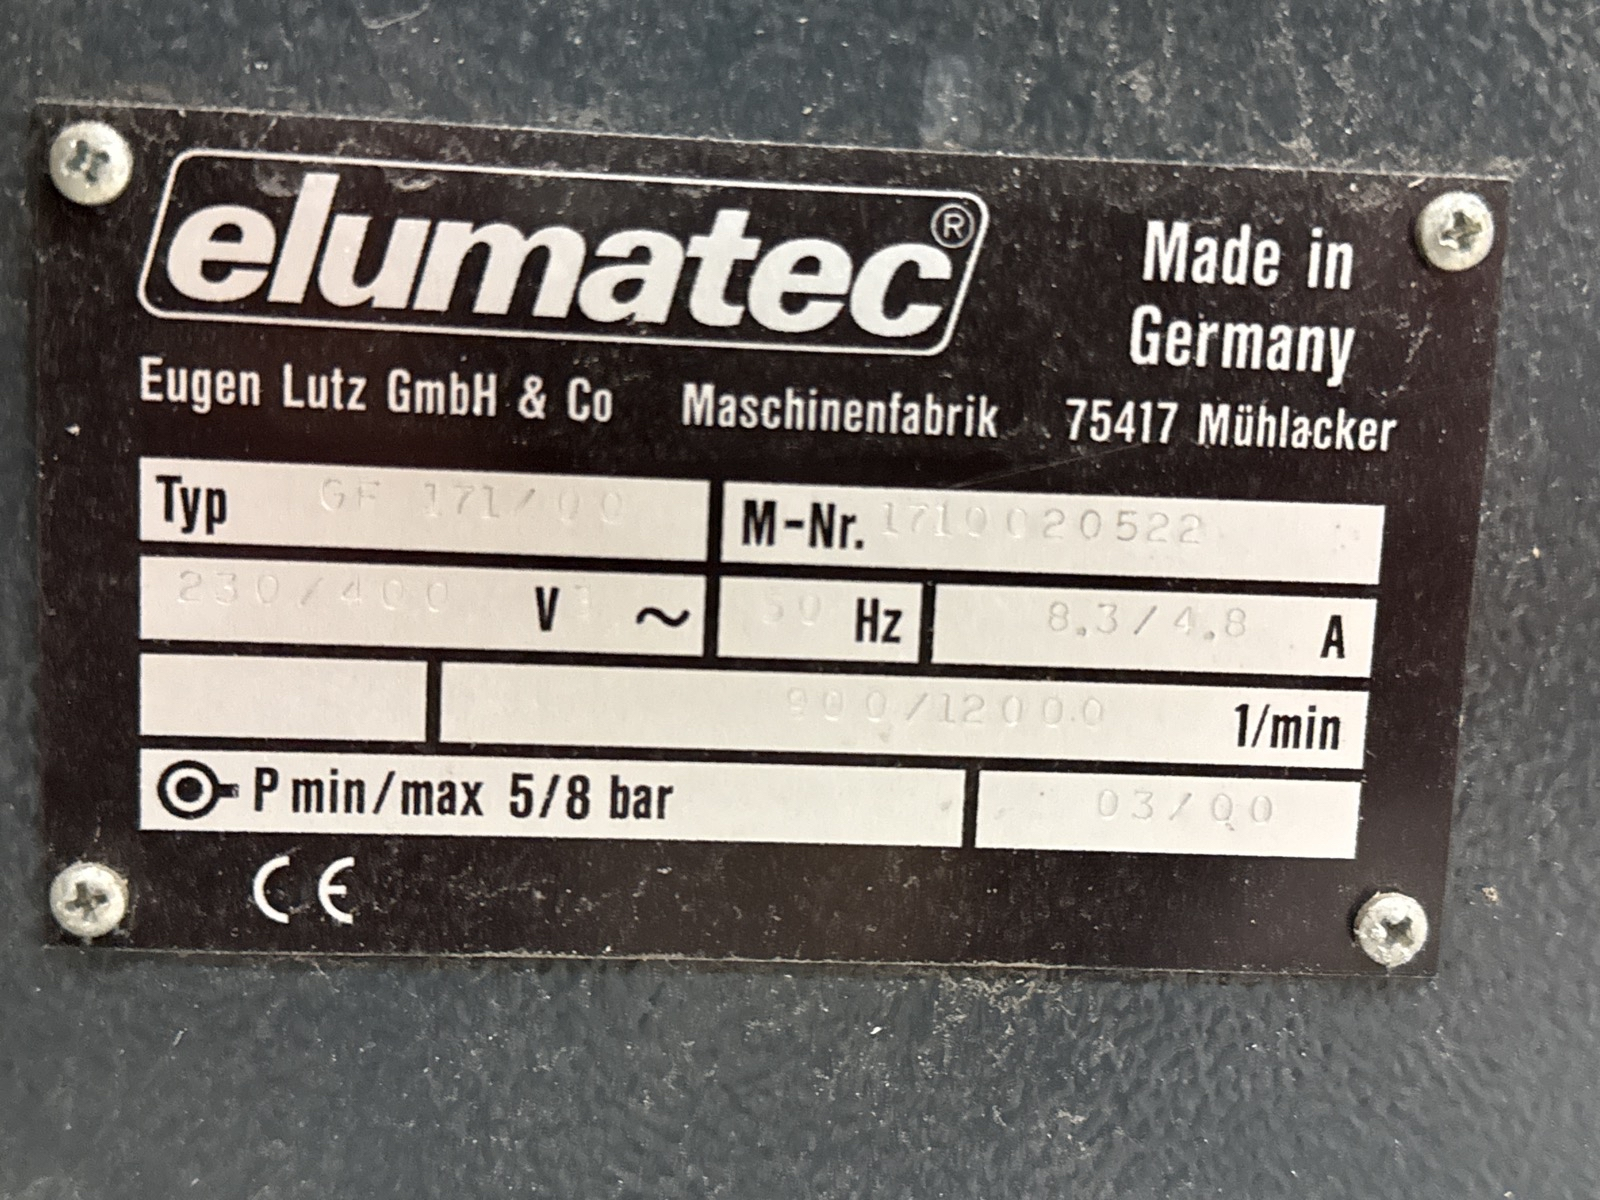 elumatec®
Made in
Germany
Eugen Lutz GmbH & Co Maschinenfabrik 75417 Mühlacker
Typ GF 171/00 M-Nr. 1710020522
230/400 V 3 ~ 50 Hz 8.3/4.8 A
900/12000 1/min
P min/max 5/8 bar 03/00
CE